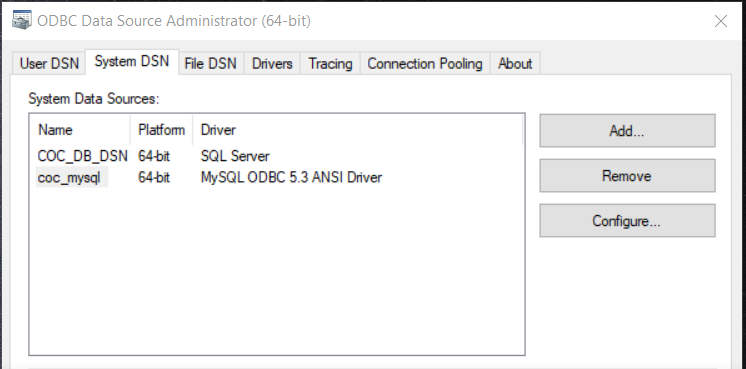 ODBC Data Source Administrator (64-bit)
User DSN System DSN File DSN Drivers Tracing Connection Pooling About
System Data Sources:
Name Platform Driver
COC_DB_DSN 64-bit SQL Server
coc_mysql 64-bit MySQL ODBC 5.3 ANSI Driver
Add...
Remove
Configure...